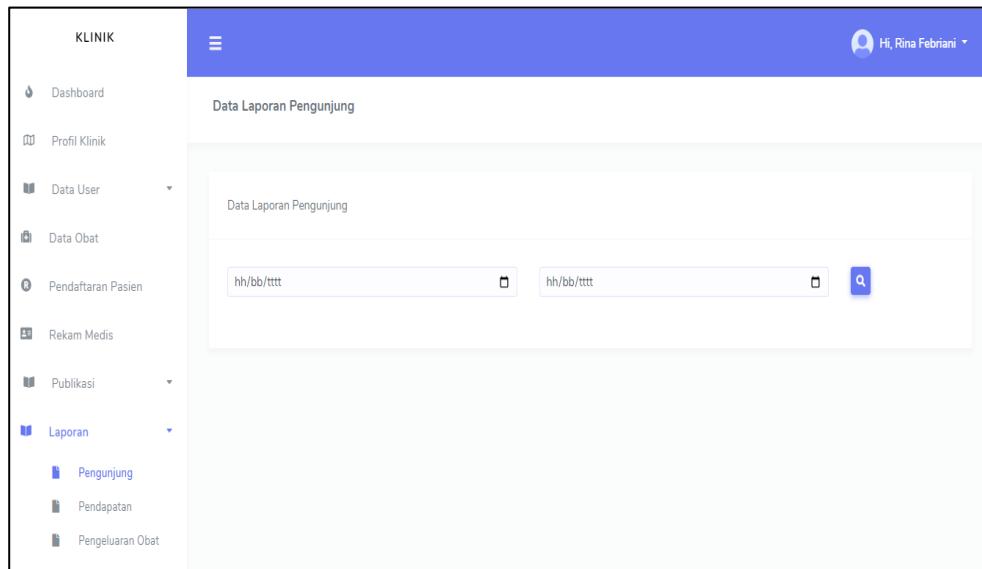 KLINIK
Hi, Rina Febriani
Dashboard
Profil Klinik
Data User
Data Obat
Pendaftaran Pasien
Rekam Medis
Publikasi
Laporan
Pengunjung
Pendapatan
Pengeluaran Obat
Data Laporan Pengunjung
Data Laporan Pengunjung
hh/bb/tttt
hh/bb/tttt